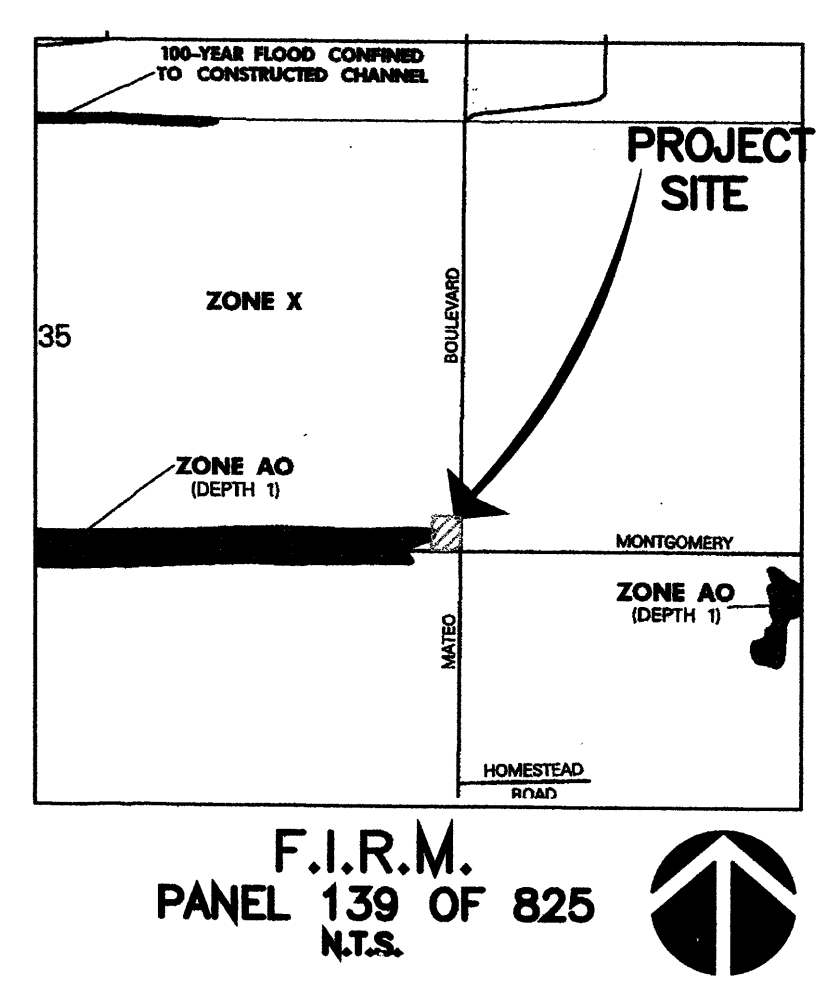 100-YEAR FLOOD CONFINED
TO CONSTRUCTED CHANNEL
PROJECT
SITE
BOULEVARD
ZONE X
35
ZONE AO
(DEPTH 1)
MONTGOMERY
ZONE AO
(DEPTH 1)
MATEO
HOMESTEAD
ROAD
F.I.R.M.
PANEL 139 OF 825
N.T.S.